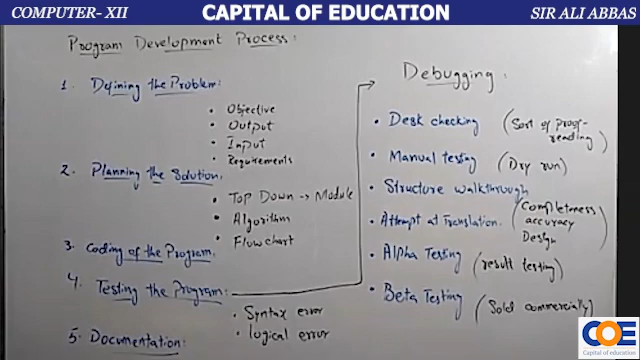 COMPUTER- XII
CAPITAL OF EDUCATION
SIR ALI ABBAS
Program Development Process:
1. Defining the Problem:
• Objective
• Output
• Input
• Requirements
2. Planning the Solution.
• Top Down → Module
• Algorithm
• Flowchart
3. Coding of the Program.
4. Testing the Program:
• Syntax error
• logical error
5. Documentation:
Debugging:
• Desk checking (Sort of proof-reading)
• Manual testing (Dry run)
• Structure walkthrough
• Attempt at Translation. (Completeness
accuracy
Design)
• Alpha Testing (result testing)
• Beta Testing (Sold commercially)
COE
Capital of education